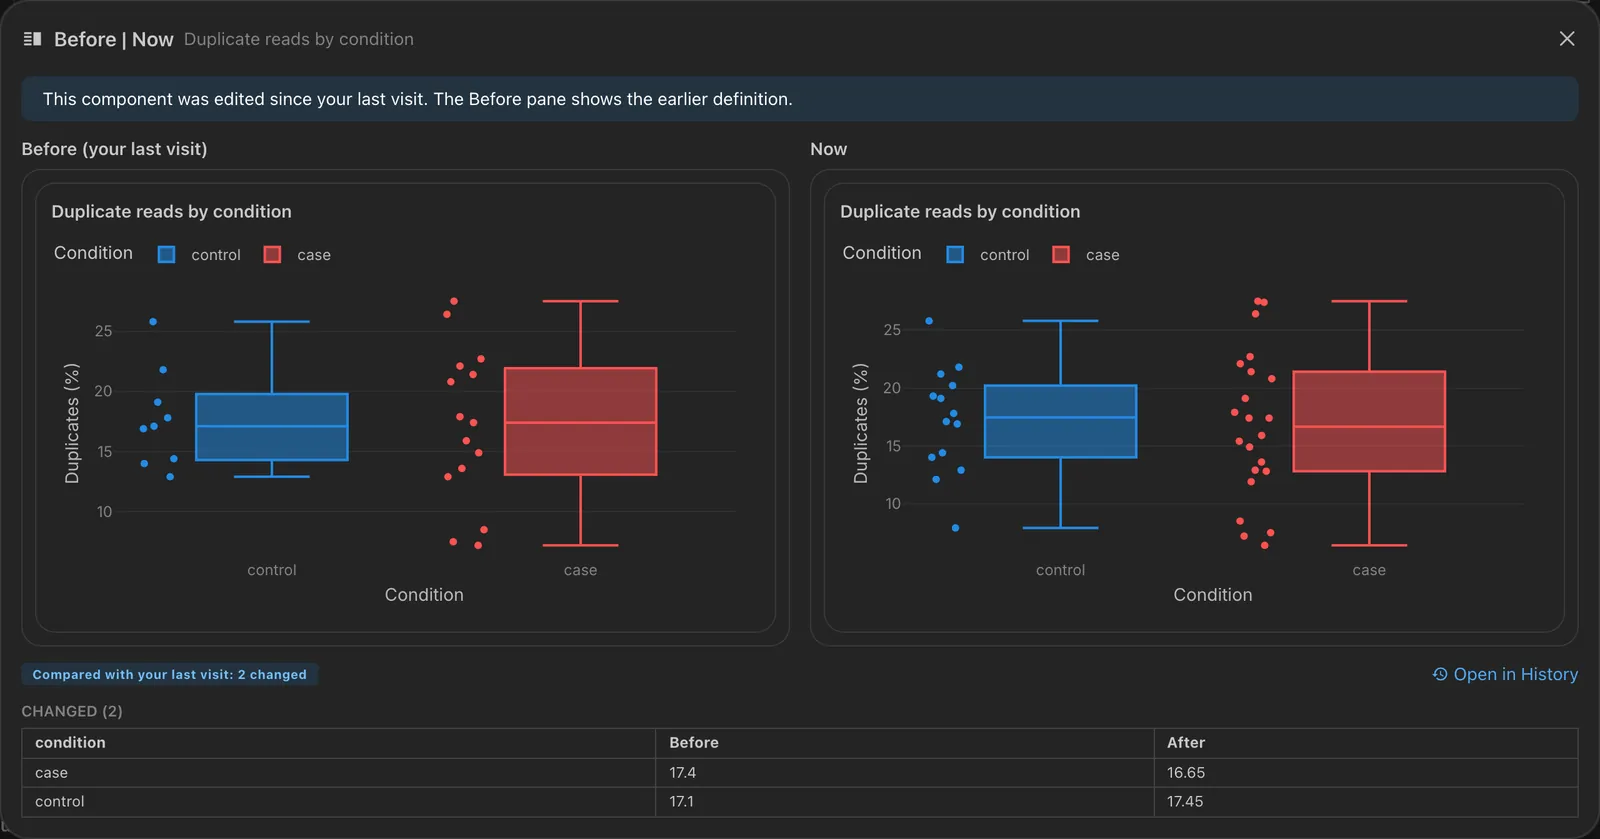 Before | Now Duplicate reads by condition
This component was edited since your last visit. The Before pane shows the earlier definition.
Before (your last visit)
Duplicate reads by condition
Condition control case
25
20
15
10
Duplicates (%)
control case
Condition
Now
Duplicate reads by condition
Condition control case
25
20
15
10
Duplicates (%)
control case
Condition
Compared with your last visit: 2 changed
Open in History
CHANGED (2)
condition Before After
case 17.4 16.65
control 17.1 17.45